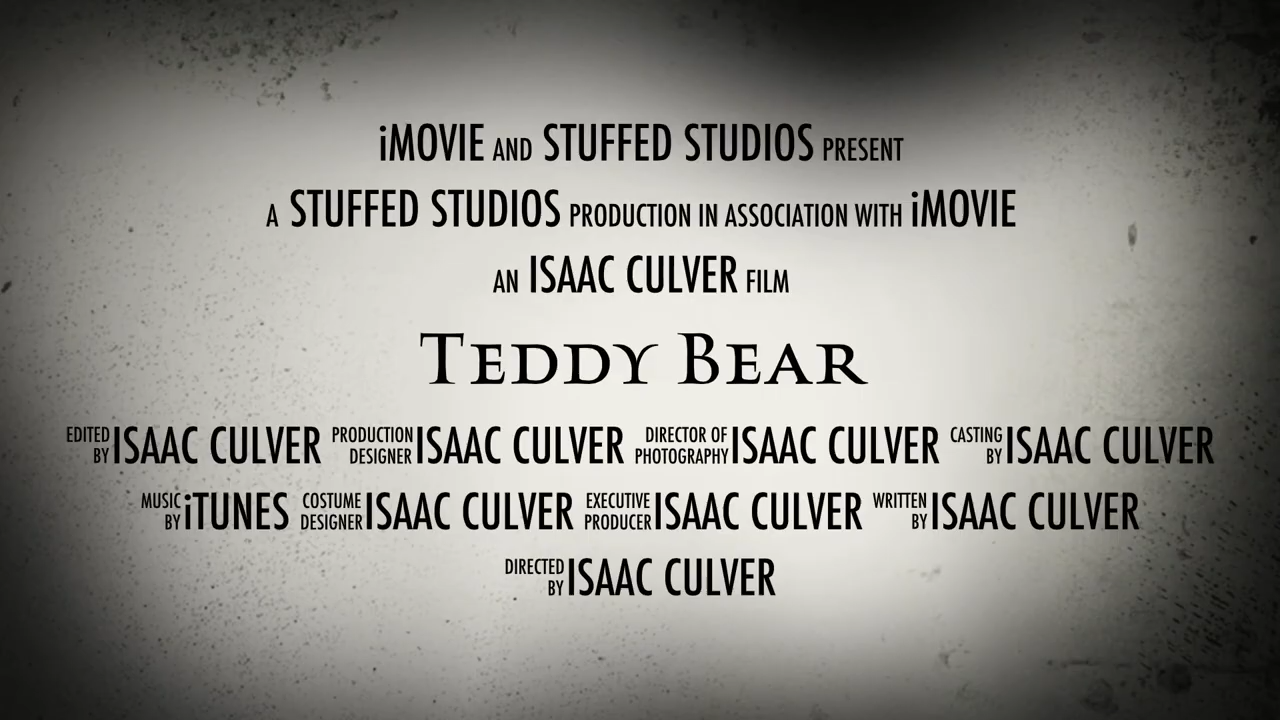 iMOVIE AND STUFFED STUDIOS PRESENT
A STUFFED STUDIOS PRODUCTION IN ASSOCIATION WITH iMOVIE
AN ISAAC CULVER FILM
TEDDY BEAR
EDITED BY ISAAC CULVER PRODUCTION DESIGNER ISAAC CULVER DIRECTOR OF PHOTOGRAPHY ISAAC CULVER CASTING BY ISAAC CULVER
MUSIC BY iTUNES COSTUME DESIGNER ISAAC CULVER EXECUTIVE PRODUCER ISAAC CULVER WRITTEN BY ISAAC CULVER
DIRECTED BY ISAAC CULVER